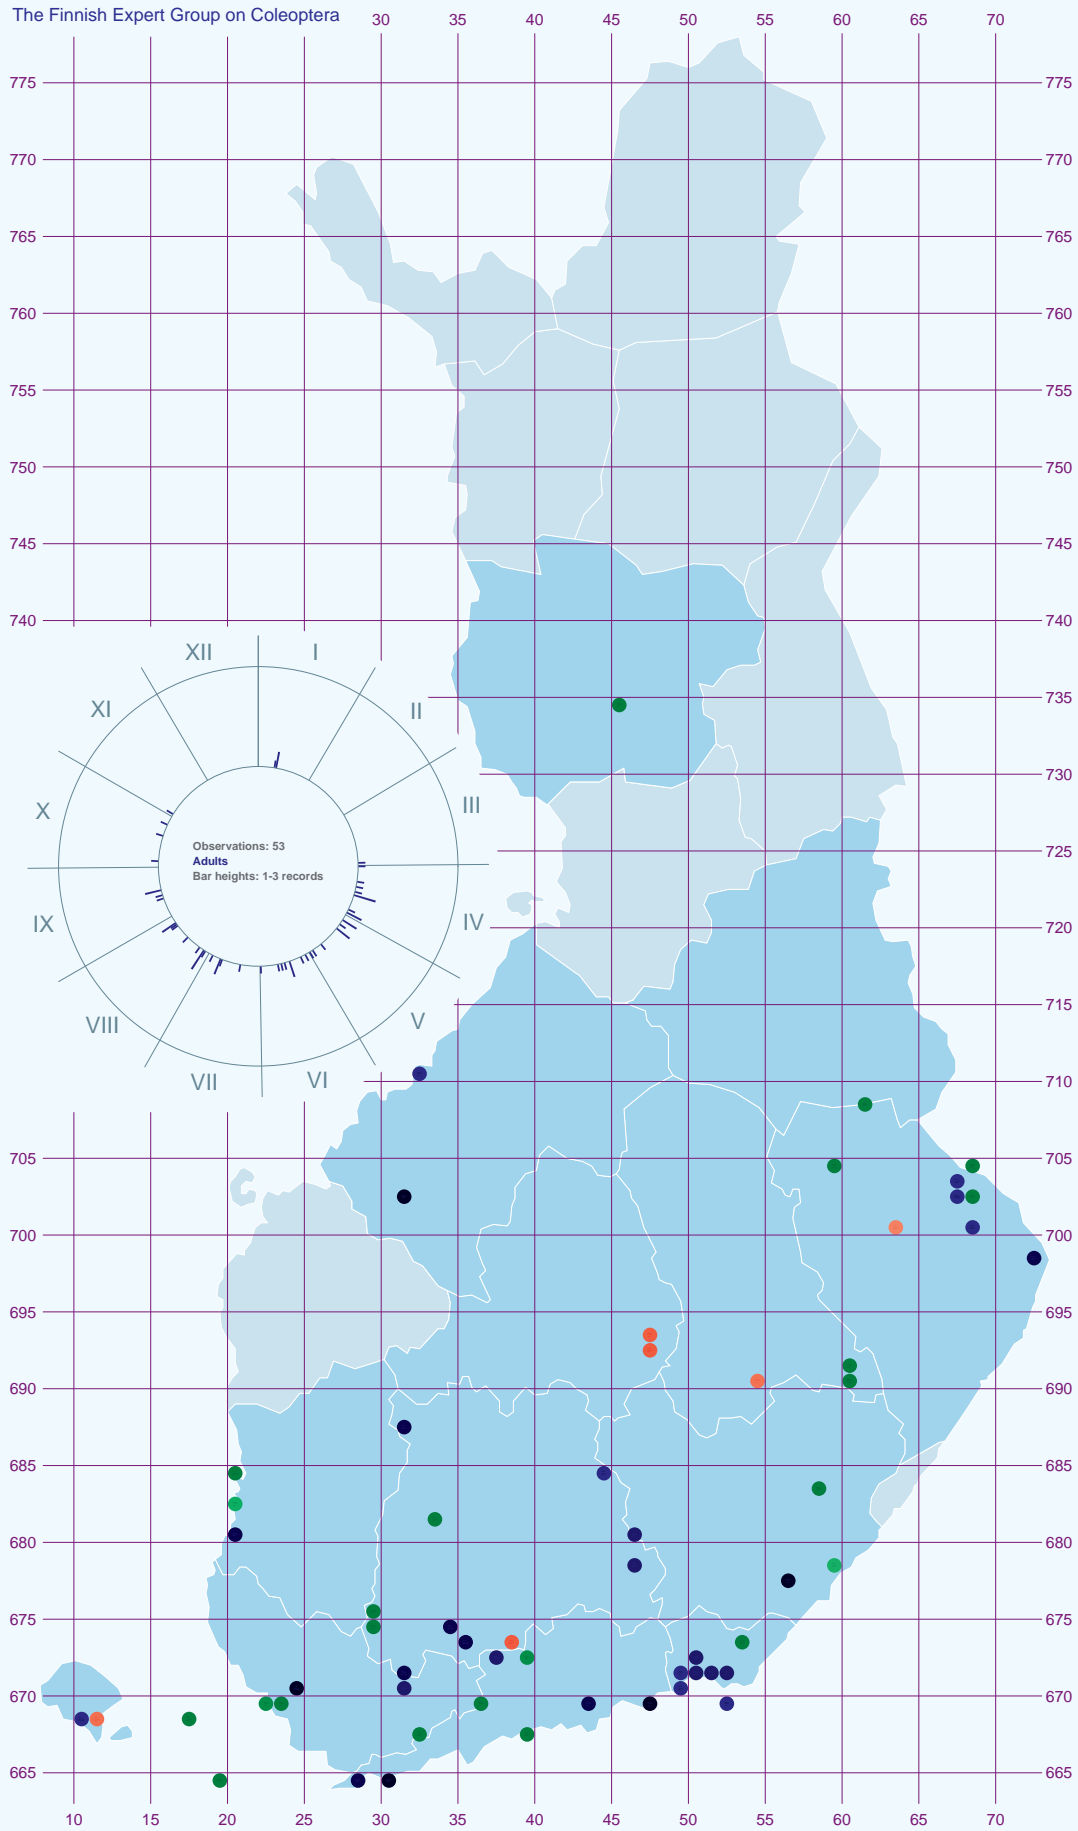 The Finnish Expert Group on Coleoptera
30 45 50 55 60 65 70
775 775
770 770
765 765
760 760
755 755
750 750
745 745
740 740
XII I
XI II
735
730
X III
Observations: 53
Adults
Bar heights: 1-3 records
725
IX IV
720
VIII V
715
VII VI
710
705 705
700 700
695 695
690 690
685 685
680 680
675 675
670 670
665 665
10 15 20 25 30 35 40 45 50 55 60 65 70